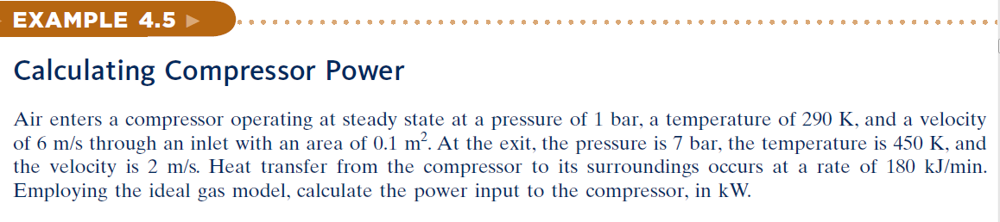 EXAMPLE 4.5 ▶
Calculating Compressor Power
Air enters a compressor operating at steady state at a pressure of 1 bar, a temperature of 290 K, and a velocity
of 6 m/s through an inlet with an area of 0.1 m². At the exit, the pressure is 7 bar, the temperature is 450 K, and
the velocity is 2 m/s. Heat transfer from the compressor to its surroundings occurs at a rate of 180 kJ/min.
Employing the ideal gas model, calculate the power input to the compressor, in kW.